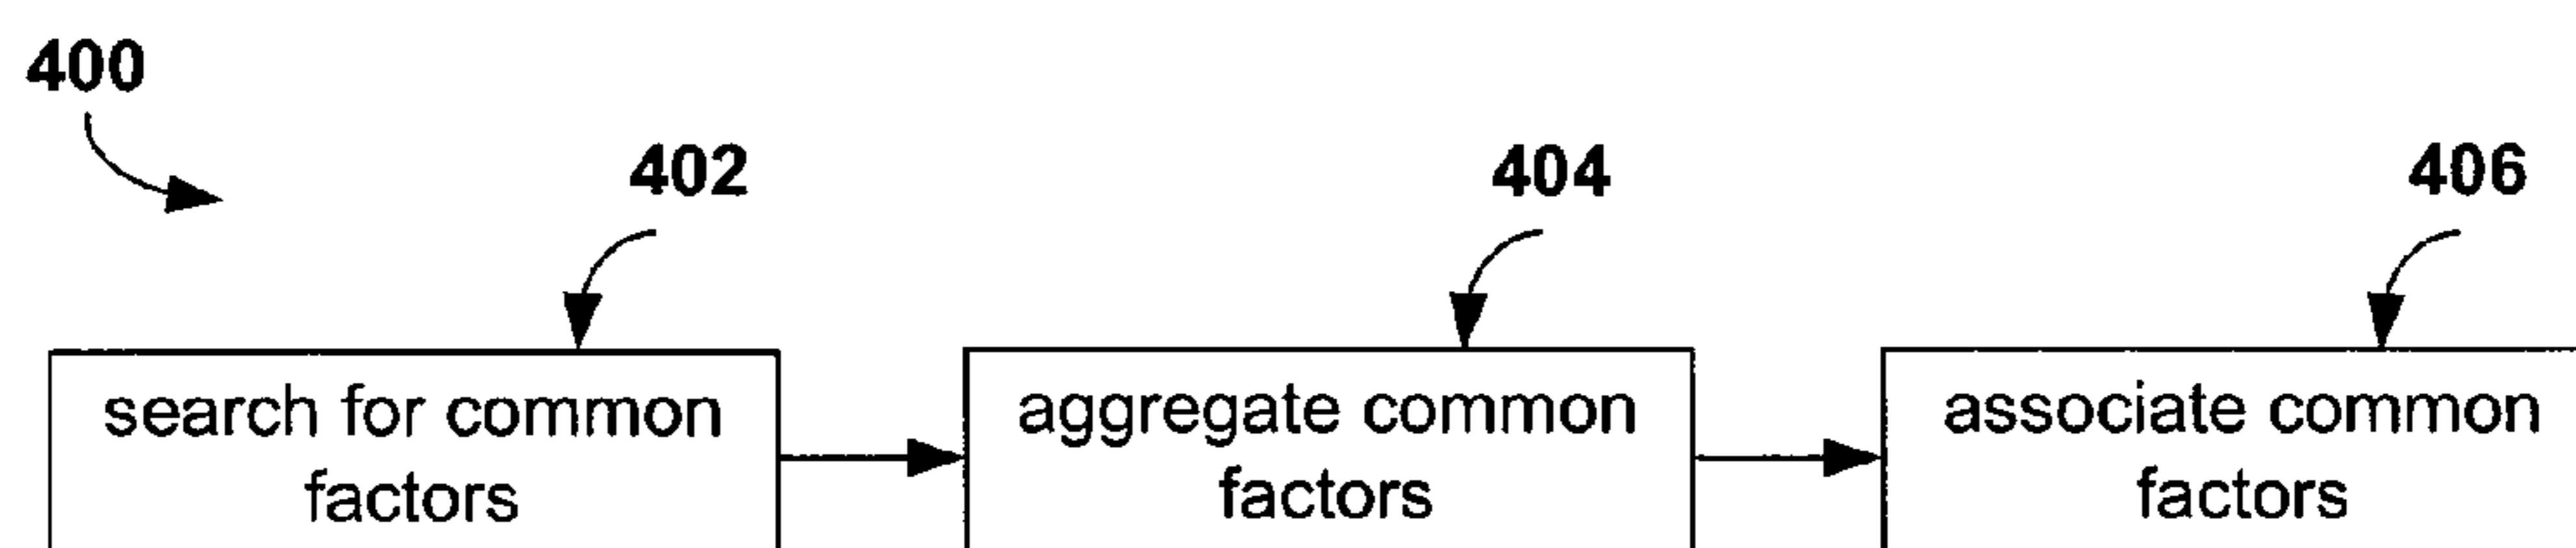 400
402
404
406
search for common
factors
aggregate common
factors
associate common
factors